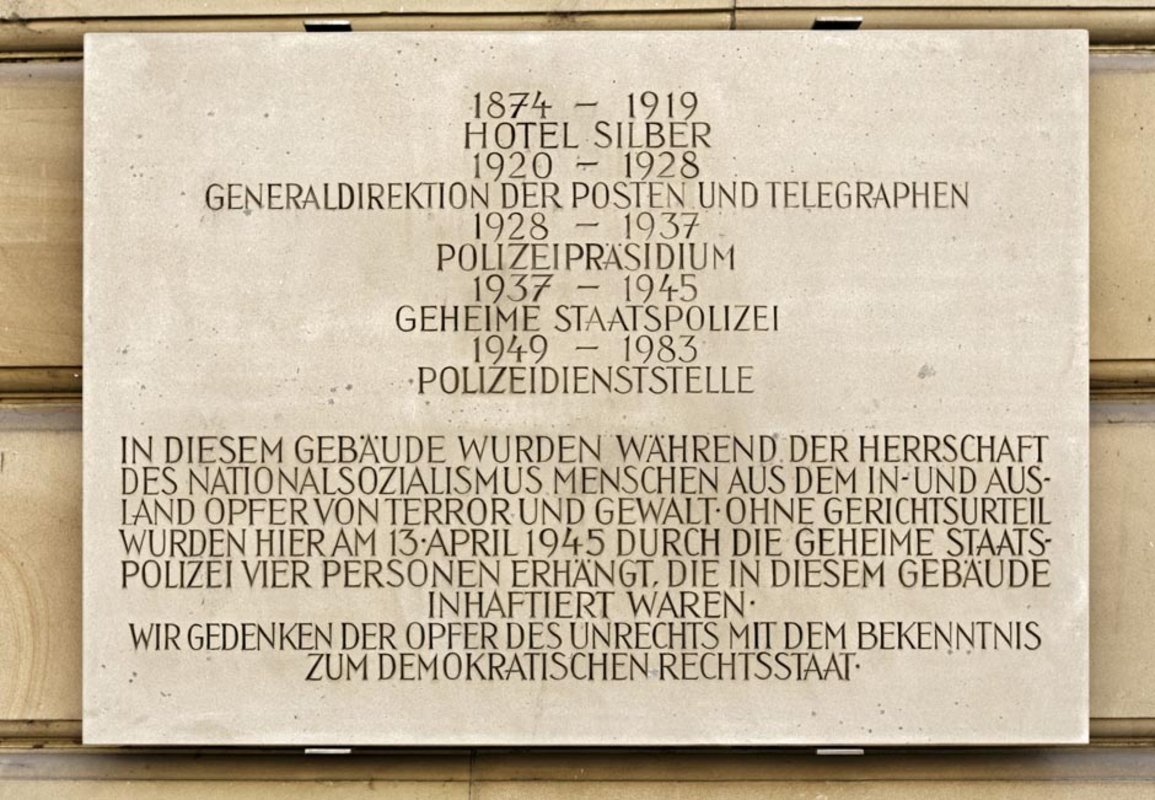 1874 – 1919
HOTEL SILBER
1920 – 1928
GENERALDIREKTION DER POSTEN UND TELEGRAPHEN
1928 – 1937
POLIZEIPRÄSIDIUM
1937 – 1945
GEHEIME STAATSPOLIZEI
1949 – 1983
POLIZEIDIENSTSTELLE
IN DIESEM GEBÄUDE WURDEN WÄHREND DER HERRSCHAFT
DES NATIONALSOZIALISMUS MENSCHEN AUS DEM IN-UND AUS-
LAND OPFER VON TERROR UND GEWALT·OHNE GERICHTSURTEIL
WURDEN HIER AM 13·APRIL 1945 DURCH DIE GEHEIME STAATS-
POLIZEI VIER PERSONEN ERHÄNGT, DIE IN DIESEM GEBÄUDE
INHAFTIERT WAREN·
WIR GEDENKEN DER OPFER DES UNRECHTS MIT DEM BEKENNTNIS
ZUM DEMOKRATISCHEN RECHTSSTAAT·